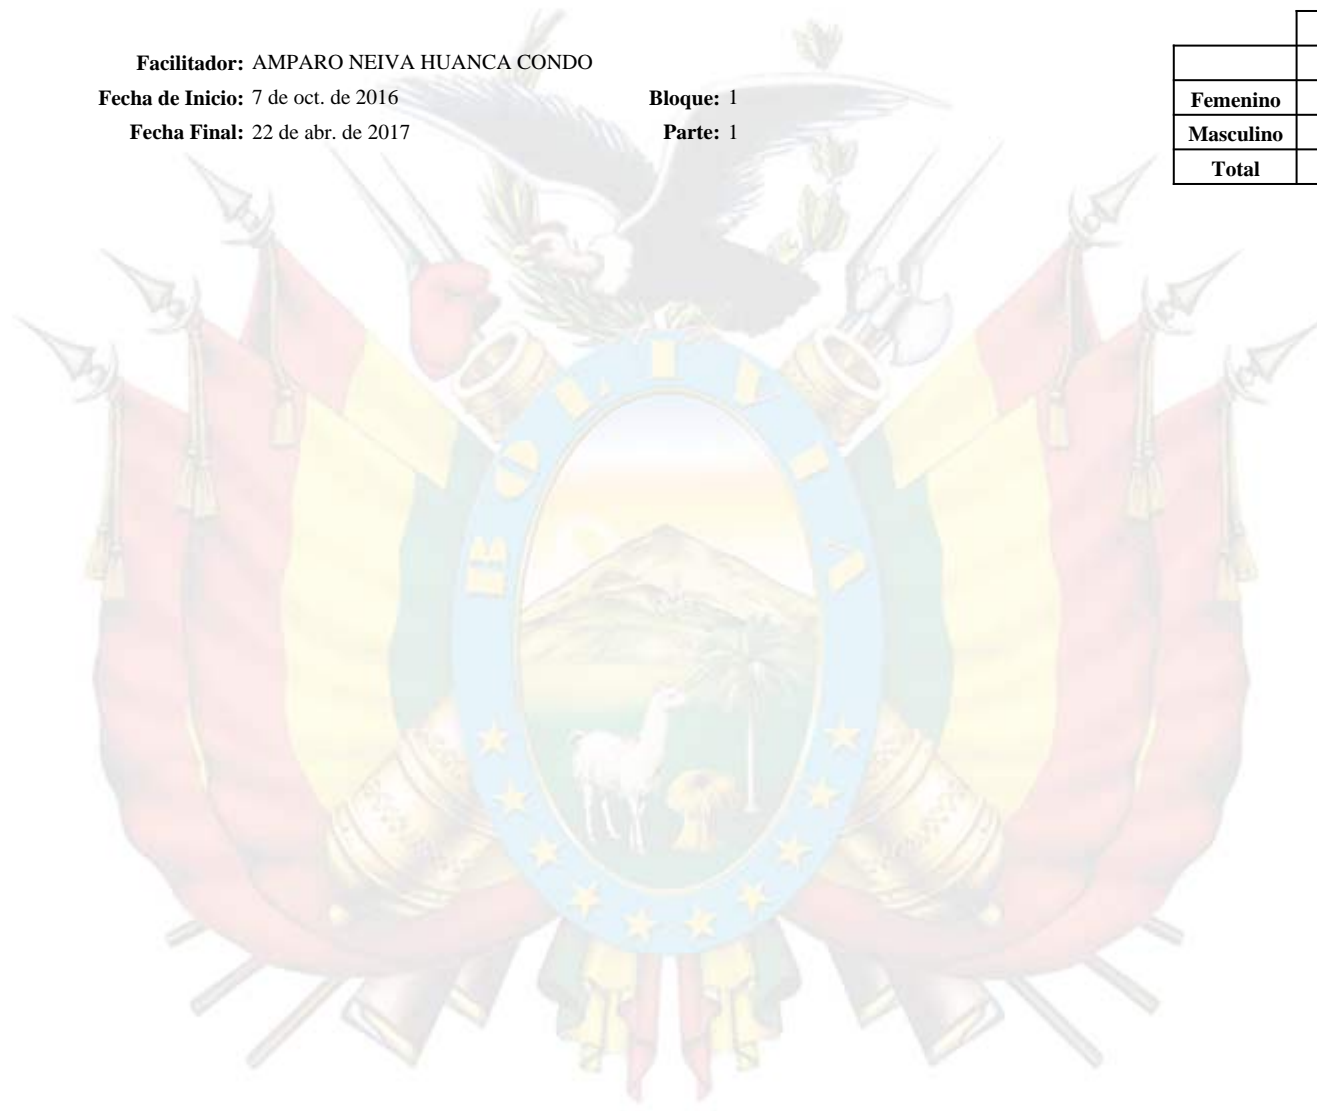 Facilitador: AMPARO NEIVA HUANCA CONDO
Fecha de Inicio: 7 de oct. de 2016 Bloque: 1
Fecha Final: 22 de abr. de 2017 Parte: 1
Femenino
Masculino
Total
BOLIVIA